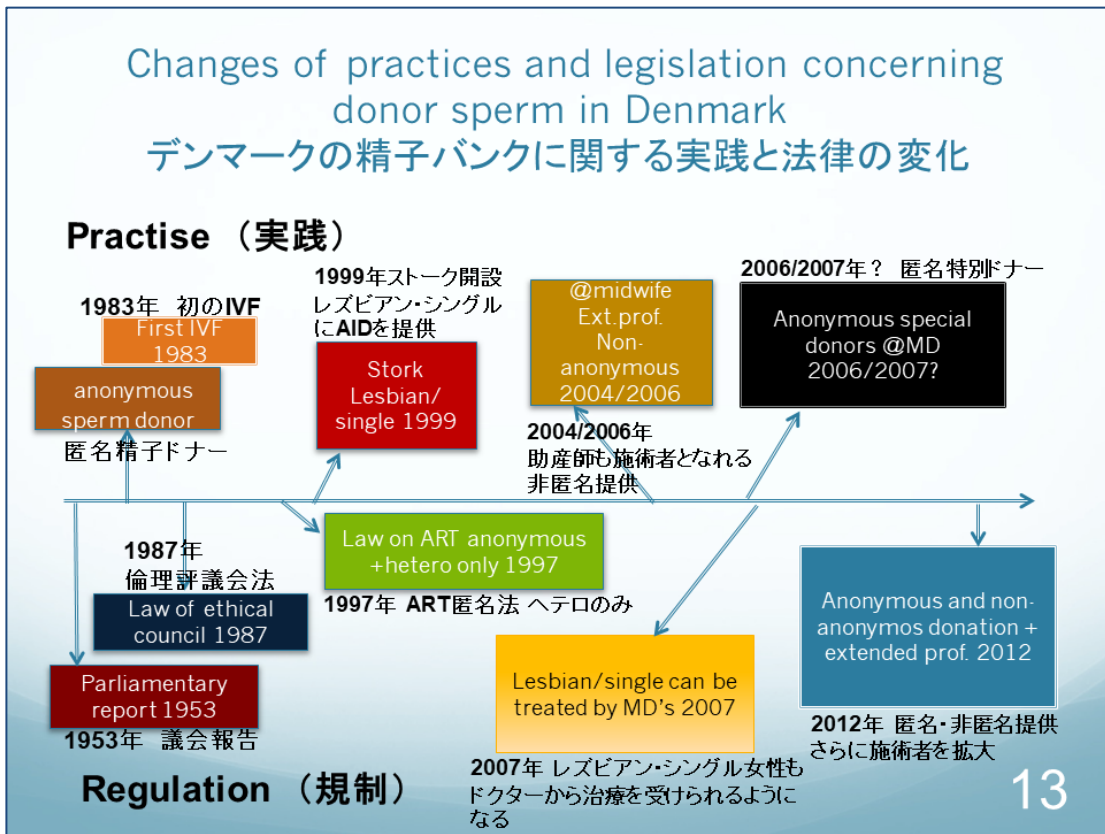 Changes of practices and legislation concerning
donor sperm in Denmark
デンマークの精子バンクに関する実践と法律の変化
Practise （実践）
1983年 初のIVF
First IVF
1983
anonymous
sperm donor
匿名精子ドナー
1999年ストーク開設
レズビアン・シングル
にAIDを提供
Stork
Lesbian/
single 1999
@midwife
Ext.prof.
Non-
anonymous
2004/2006
2004/2006年
助産師も施術者となれる
非匿名提供
2006/2007年？ 匿名特別ドナー
Anonymous special
donors @MD
2006/2007?
1987年
倫理評議会法
Law of ethical
council 1987
Parliamentary
report 1953
1953年 議会報告
Law on ART anonymous
+hetero only 1997
1997年 ART匿名法 ヘテロのみ
Lesbian/single can be
treated by MD's 2007
2007年 レズビアン・シングル女性も
ドクターから治療を受けられるように
なる
Anonymous and non-
anonymos donation +
extended prof. 2012
2012年 匿名・非匿名提供
さらに施術者を拡大
Regulation （規制）
13